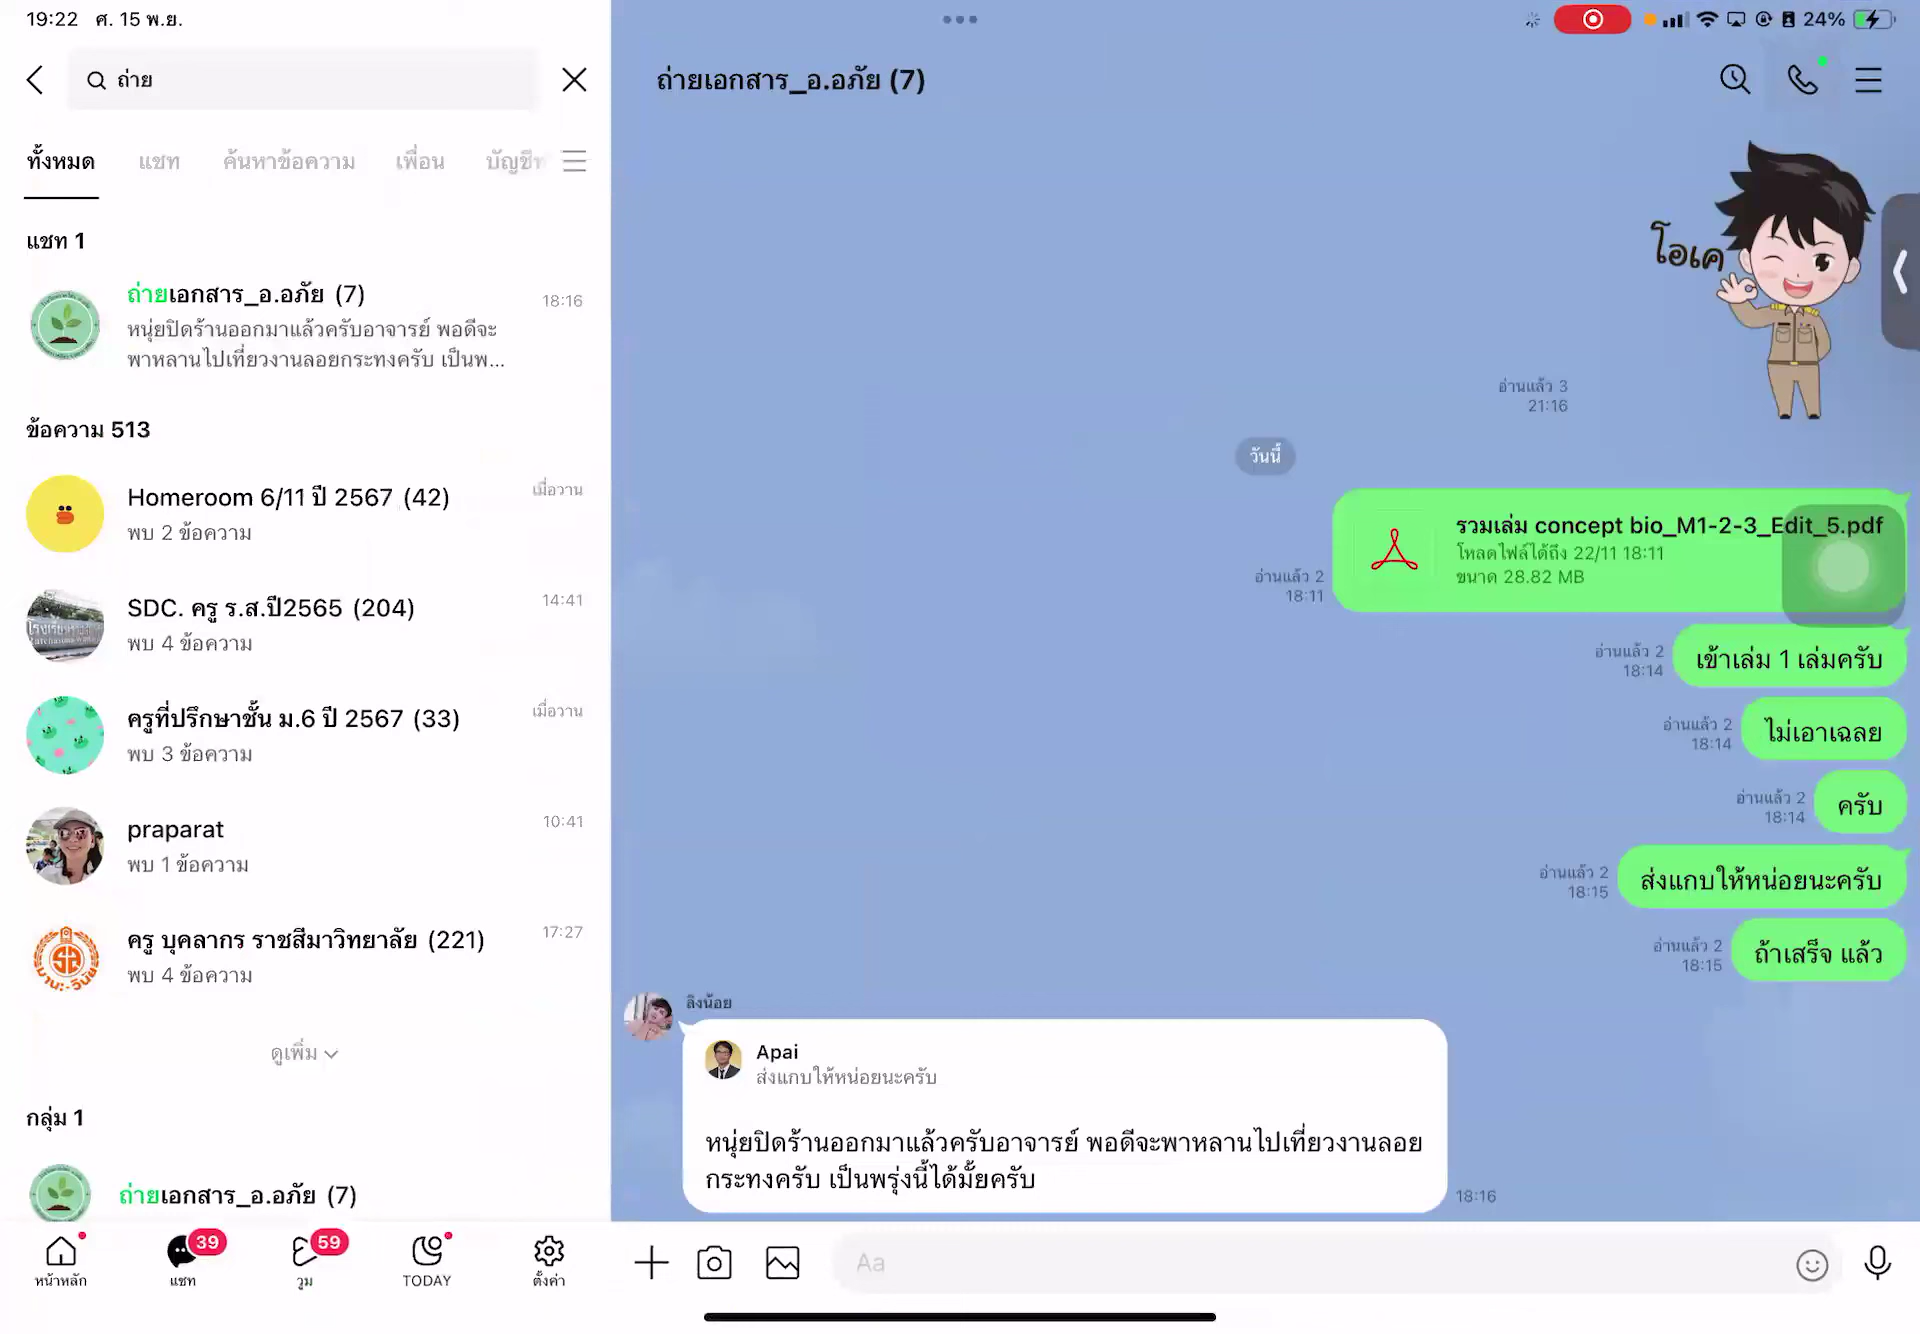 19:22 ศ. 15 พ.ย.
24%
ถ่าย
ทั้งหมด แชท ค้นหาข้อความ เพื่อน บัญชีท
แชท 1
ถ่ายเอกสาร_อ.อภัย (7)
18:16
หนุ่ยปิดร้านออกมาแล้วครับอาจารย์ พอดีจะ
พาหลานไปเที่ยวงานลอยกระทงครับ เป็นพ...
ข้อความ 513
Homeroom 6/11 ปี 2567 (42)
เมื่อวาน
พบ 2 ข้อความ
SDC. ครู ร.ส.ปี2565 (204)
14:41
พบ 4 ข้อความ
ครูที่ปรึกษาชั้น ม.6 ปี 2567 (33)
เมื่อวาน
พบ 3 ข้อความ
praparat
10:41
พบ 1 ข้อความ
ครู บุคลากร ราชสีมาวิทยาลัย (221)
17:27
พบ 4 ข้อความ
ดูเพิ่ม
กลุ่ม 1
ถ่ายเอกสาร_อ.อภัย (7)
39
59
หน้าหลัก
แชท
วูม
TODAY
ตั้งค่า
ถ่ายเอกสาร_อ.อภัย (7)
โอเค
อ่านแล้ว 3
21:16
วันนี้
รวมเล่ม concept bio_M1-2-3_Edit_5.pdf
โหลดไฟล์ได้ถึง 22/11 18:11
ขนาด 28.82 MB
อ่านแล้ว 2
18:11
เข้าเล่ม 1 เล่มครับ
อ่านแล้ว 2
18:14
ไม่เอาเฉลย
อ่านแล้ว 2
18:14
ครับ
อ่านแล้ว 2
18:14
ส่งแกบให้หน่อยนะครับ
อ่านแล้ว 2
18:15
ถ้าเสร็จ แล้ว
อ่านแล้ว 2
18:15
ลิงน้อย
Apai
ส่งแกบให้หน่อยนะครับ
หนุ่ยปิดร้านออกมาแล้วครับอาจารย์ พอดีจะพาหลานไปเที่ยวงานลอย
กระทงครับ เป็นพรุ่งนี้ได้มั้ยครับ
18:16
Aa